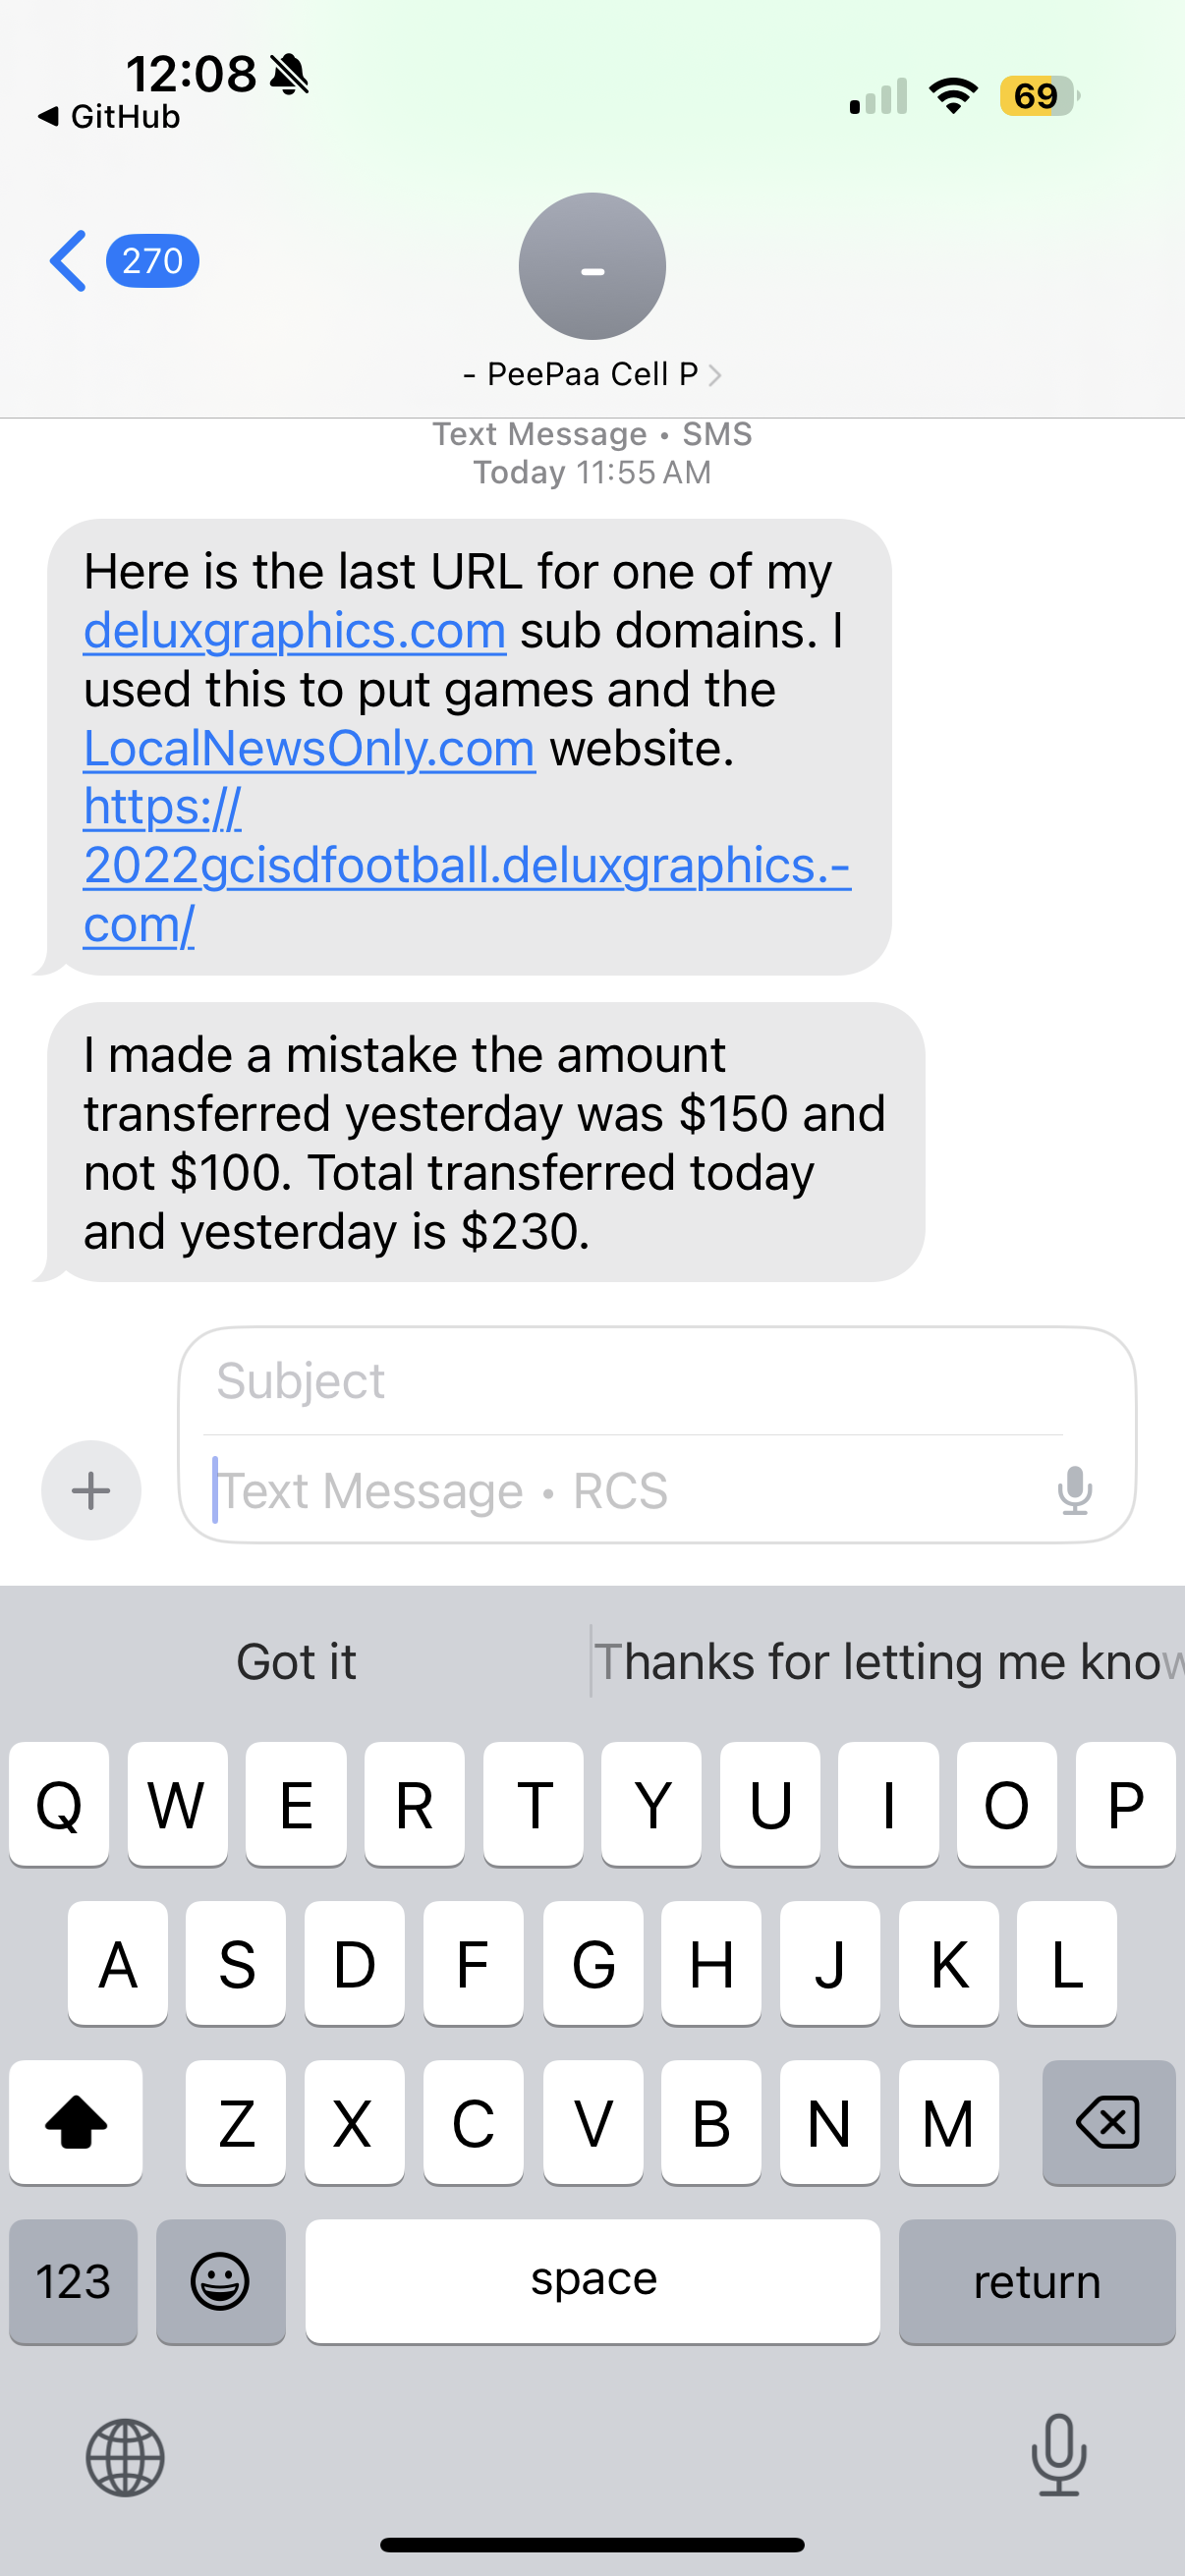 12:08
◀ GitHub
69
270
-
- PeePaa Cell P
Text Message • SMS
Today 11:55 AM
Here is the last URL for one of my
deluxgraphics.com sub domains. I
used this to put games and the
LocalNewsOnly.com website.
https://
2022gcisdfootball.deluxgraphics.-
com/
I made a mistake the amount
transferred yesterday was $150 and
not $100. Total transferred today
and yesterday is $230.
Subject
Text Message • RCS
Got it
Thanks for letting me know
Q W E R T Y U I O P
A S D F G H J K L
Z X C V B N M
123
space
return